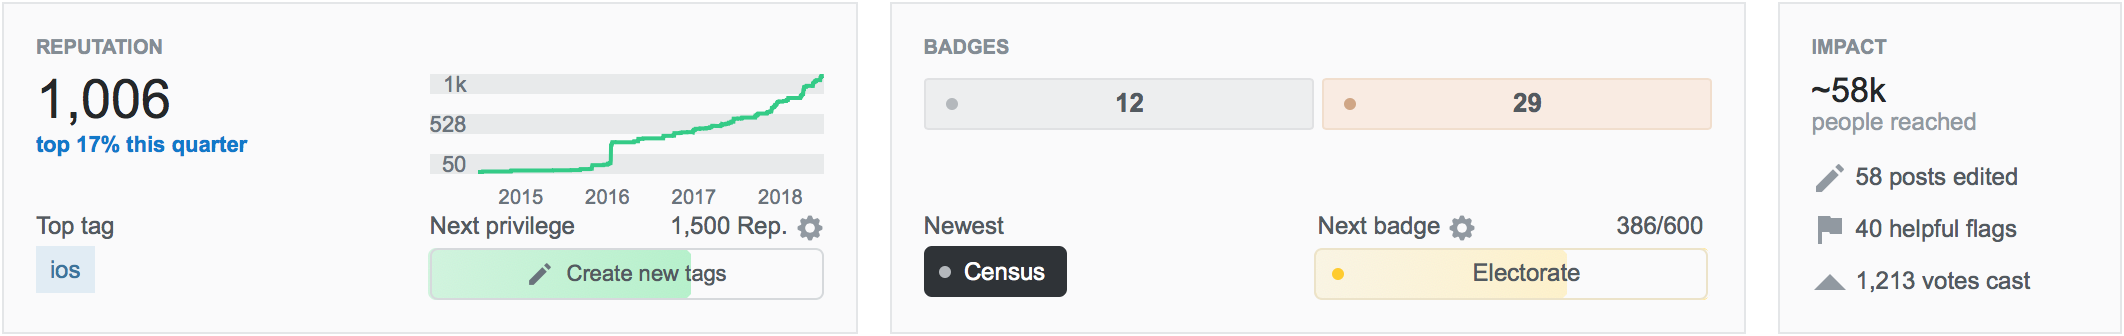 REPUTATION
1,006
top 17% this quarter
1k
528
50
2015 2016 2017 2018
Top tag
ios
Next privilege 1,500 Rep.
Create new tags
BADGES
12 29
Newest
Census
Next badge 386/600
Electorate
IMPACT
~58k
people reached
58 posts edited
40 helpful flags
1,213 votes cast